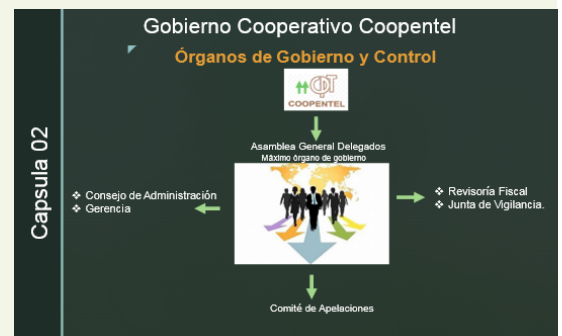 Gobierno Cooperativo Coopentel
Órganos de Gobierno y Control
Capsula 02
COOPENTEL
Asamblea General Delegados
Máximo órgano de gobierno
❖ Consejo de Administración
❖ Gerencia
❖ Revisoría Fiscal
❖ Junta de Vigilancia.
Comité de Apelaciones